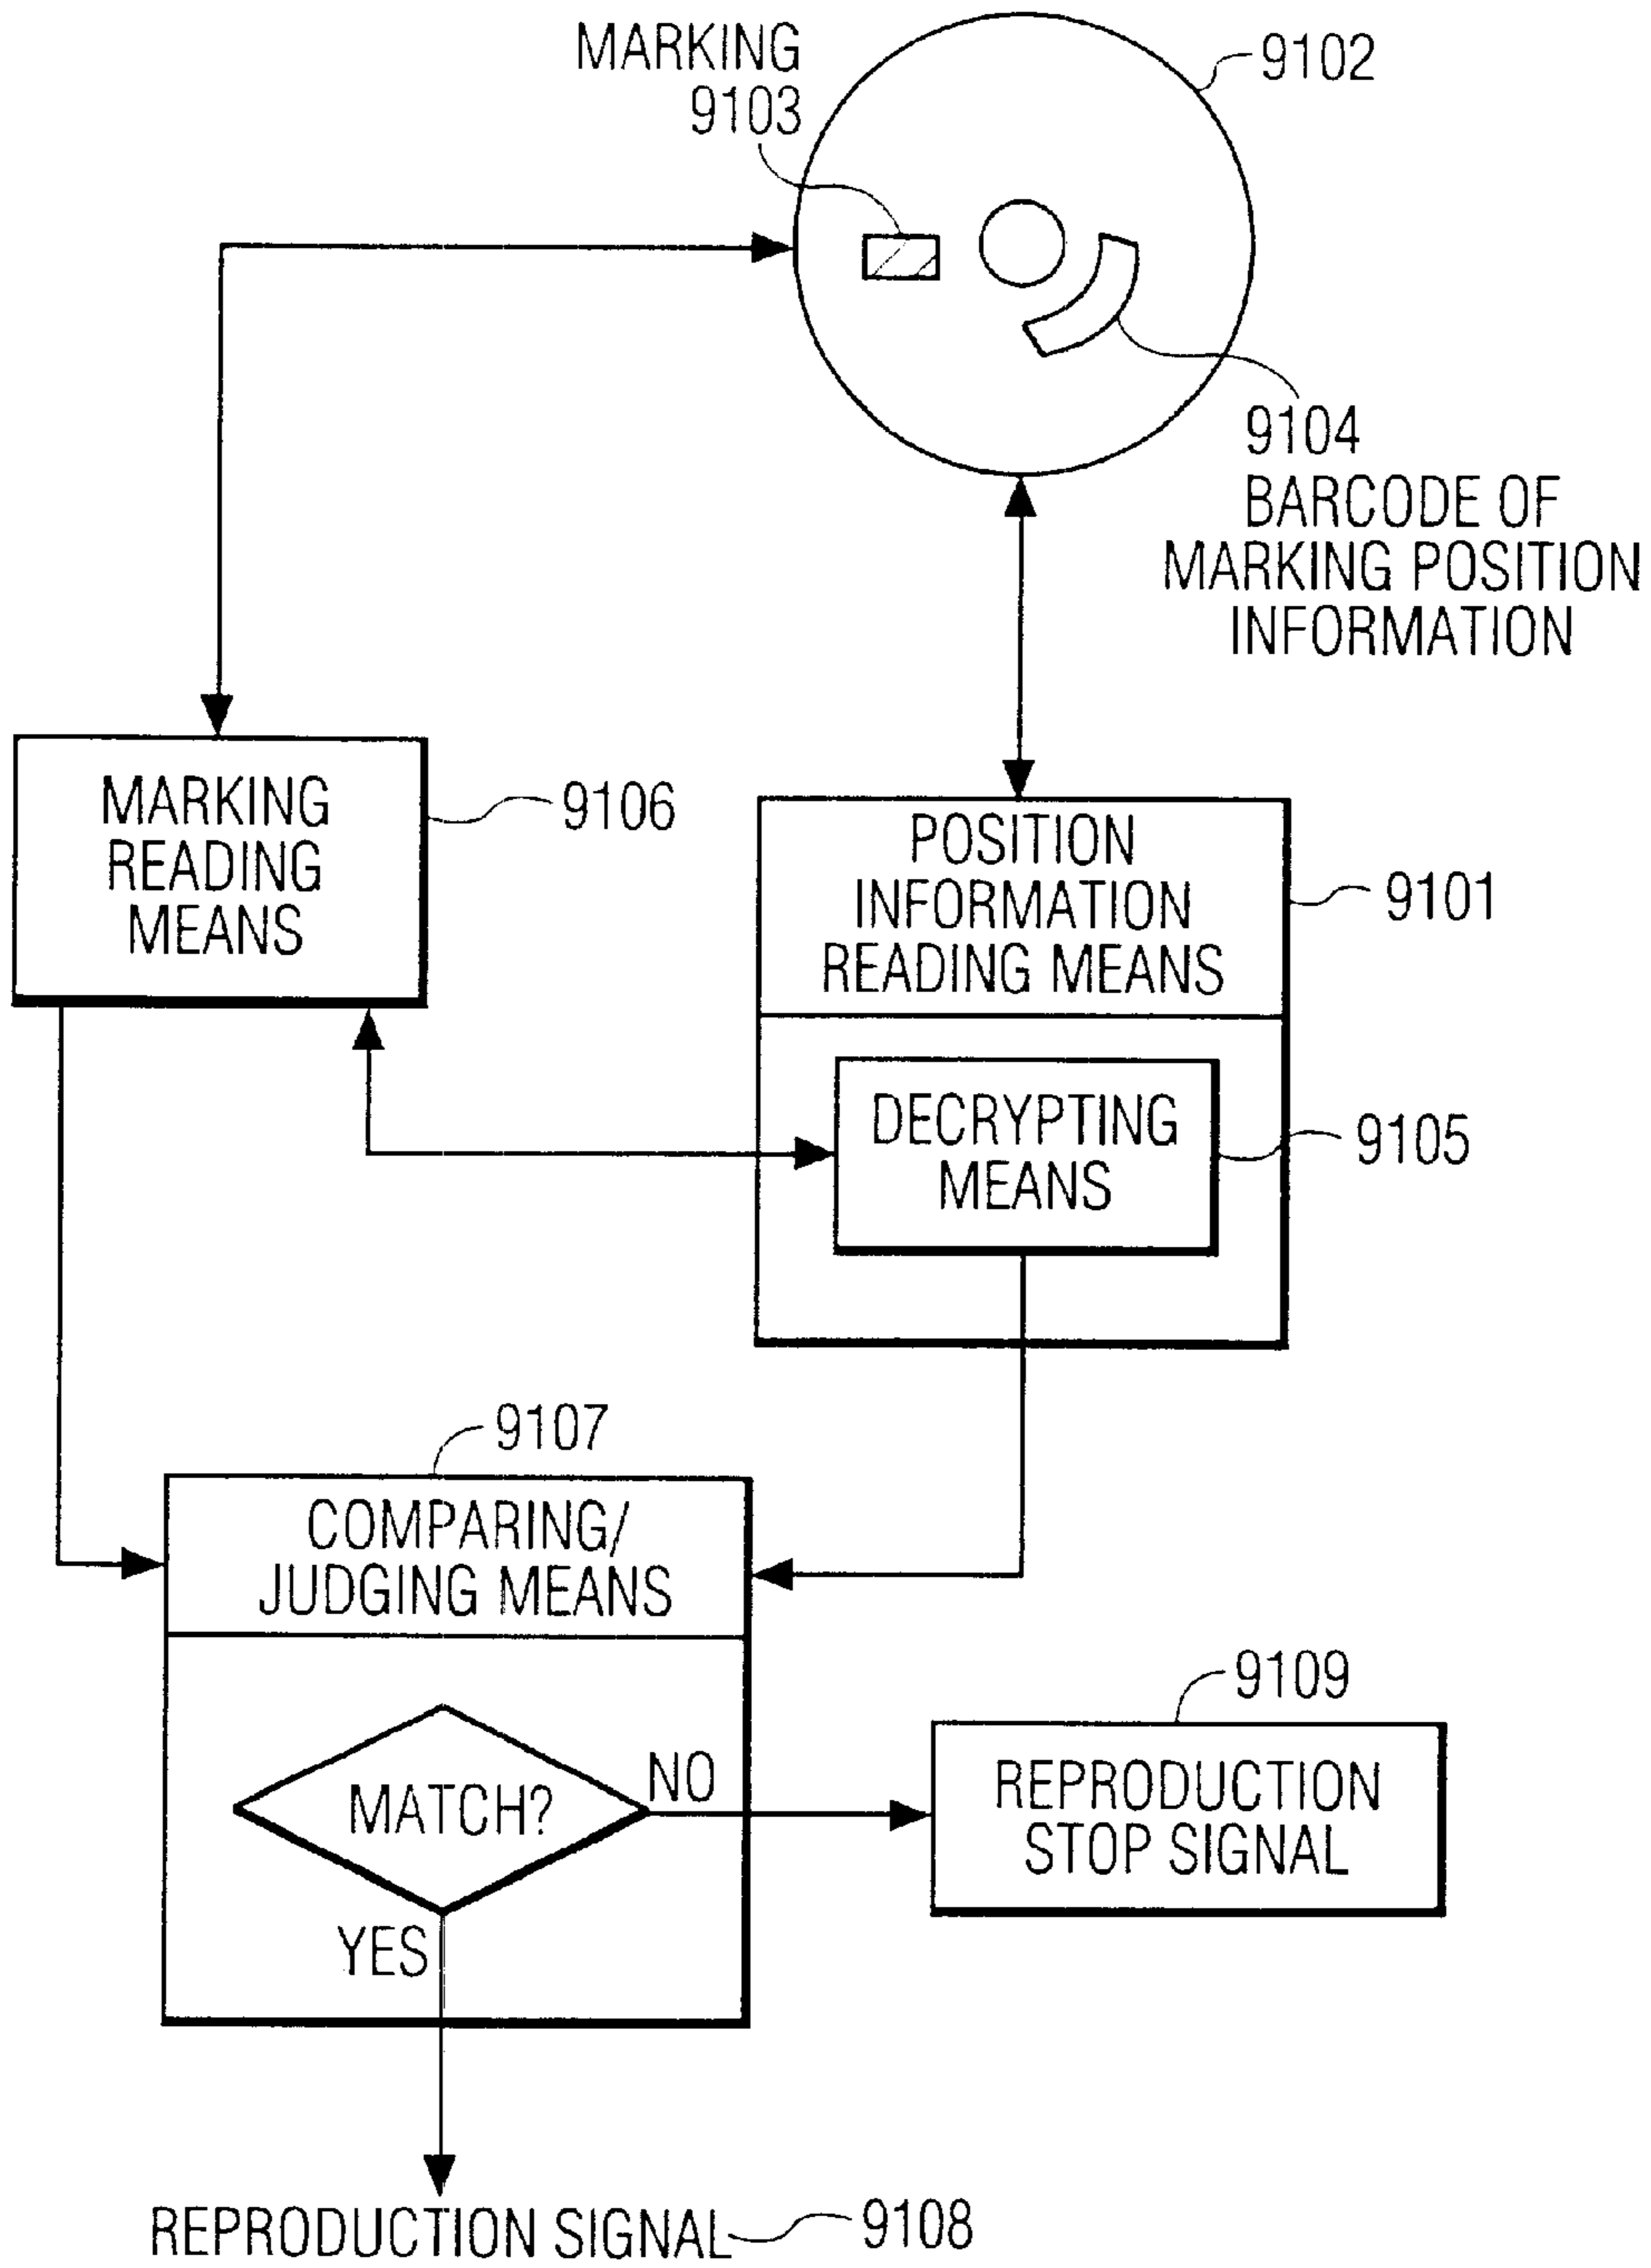 MARKING
9103
9102
9104
BARCODE OF
MARKING POSITION
INFORMATION
MARKING
READING
MEANS
9106
POSITION
INFORMATION
READING MEANS
9101
DECRYPTING
MEANS
9105
9107
COMPARING/
JUDGING MEANS
MATCH?
NO
YES
9109
REPRODUCTION
STOP SIGNAL
REPRODUCTION SIGNAL
9108